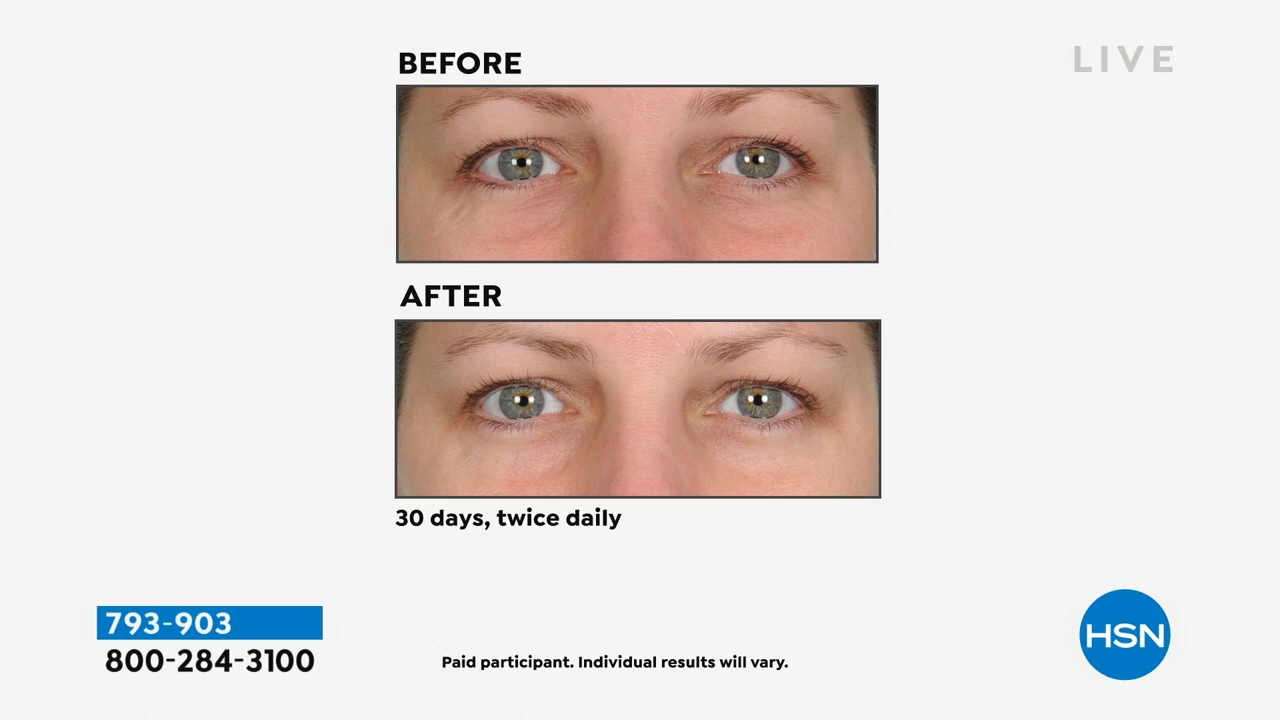 BEFORE
LIVE
AFTER
30 days, twice daily
793-903
800-284-3100
Paid participant. Individual results will vary.
HSN